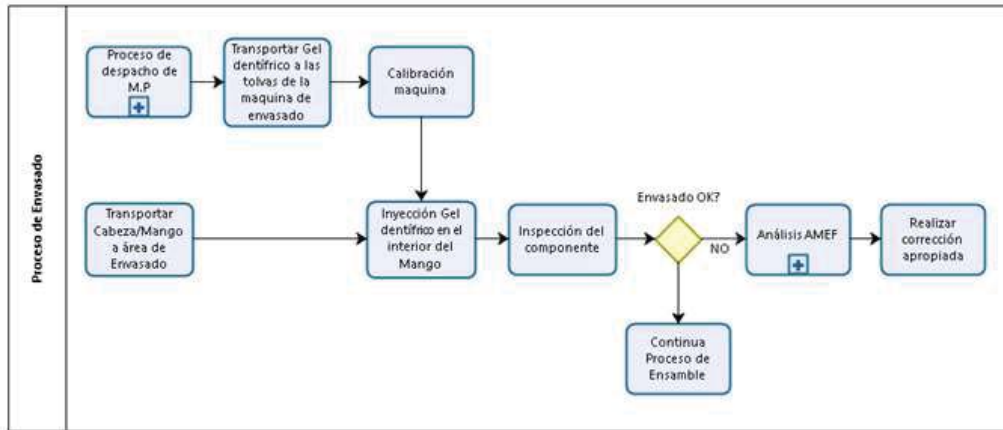 Proceso de Envasado
Proceso de
despacho de
M.P
Transportar Gel
dentífrico a las
tolvas de la
maquina de
envasado
Calibración
maquina
Transportar
Cabeza/Mango
a área de
Envasado
Inyección Gel
dentífrico en el
interior del
Mango
Inspección del
componente
Envasado OK?
NO
Análisis AMEF
Realizar
corrección
apropiada
Continua
Proceso de
Ensamble